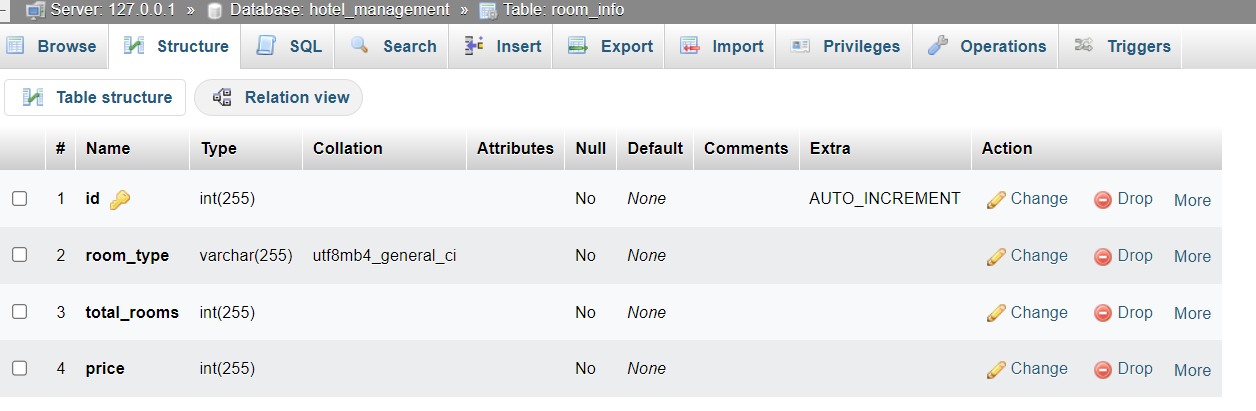 Server: 127.0.0.1 » Database: hotel_management » Table: room_info
Browse Structure SQL Search Insert Export Import Privileges Operations Triggers
Table structure Relation view
# Name Type Collation Attributes Null Default Comments Extra Action
1 id int(255) No None AUTO_INCREMENT Change Drop More
2 room_type varchar(255) utf8mb4_general_ci No None Change Drop More
3 total_rooms int(255) No None Change Drop More
4 price int(255) No None Change Drop More